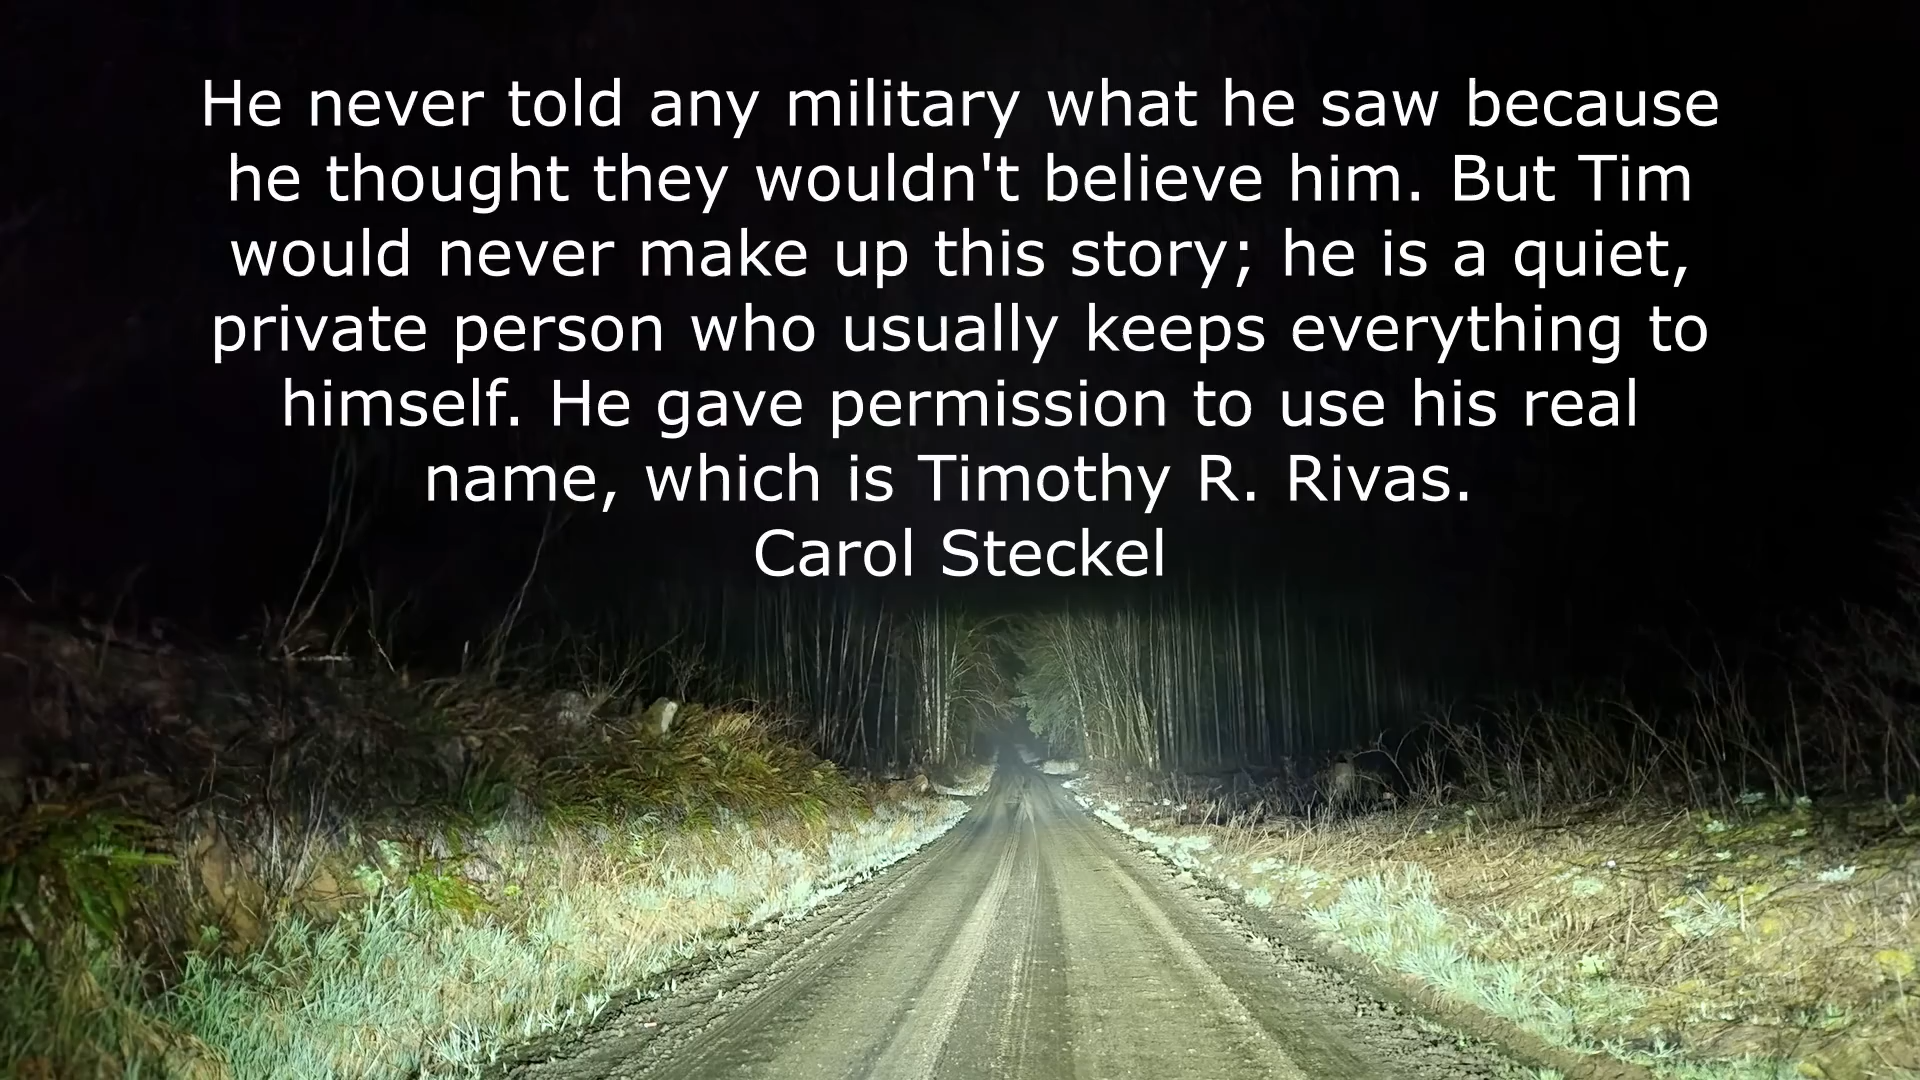 He never told any military what he saw because
he thought they wouldn't believe him. But Tim
would never make up this story; he is a quiet,
private person who usually keeps everything to
himself. He gave permission to use his real
name, which is Timothy R. Rivas.
Carol Steckel